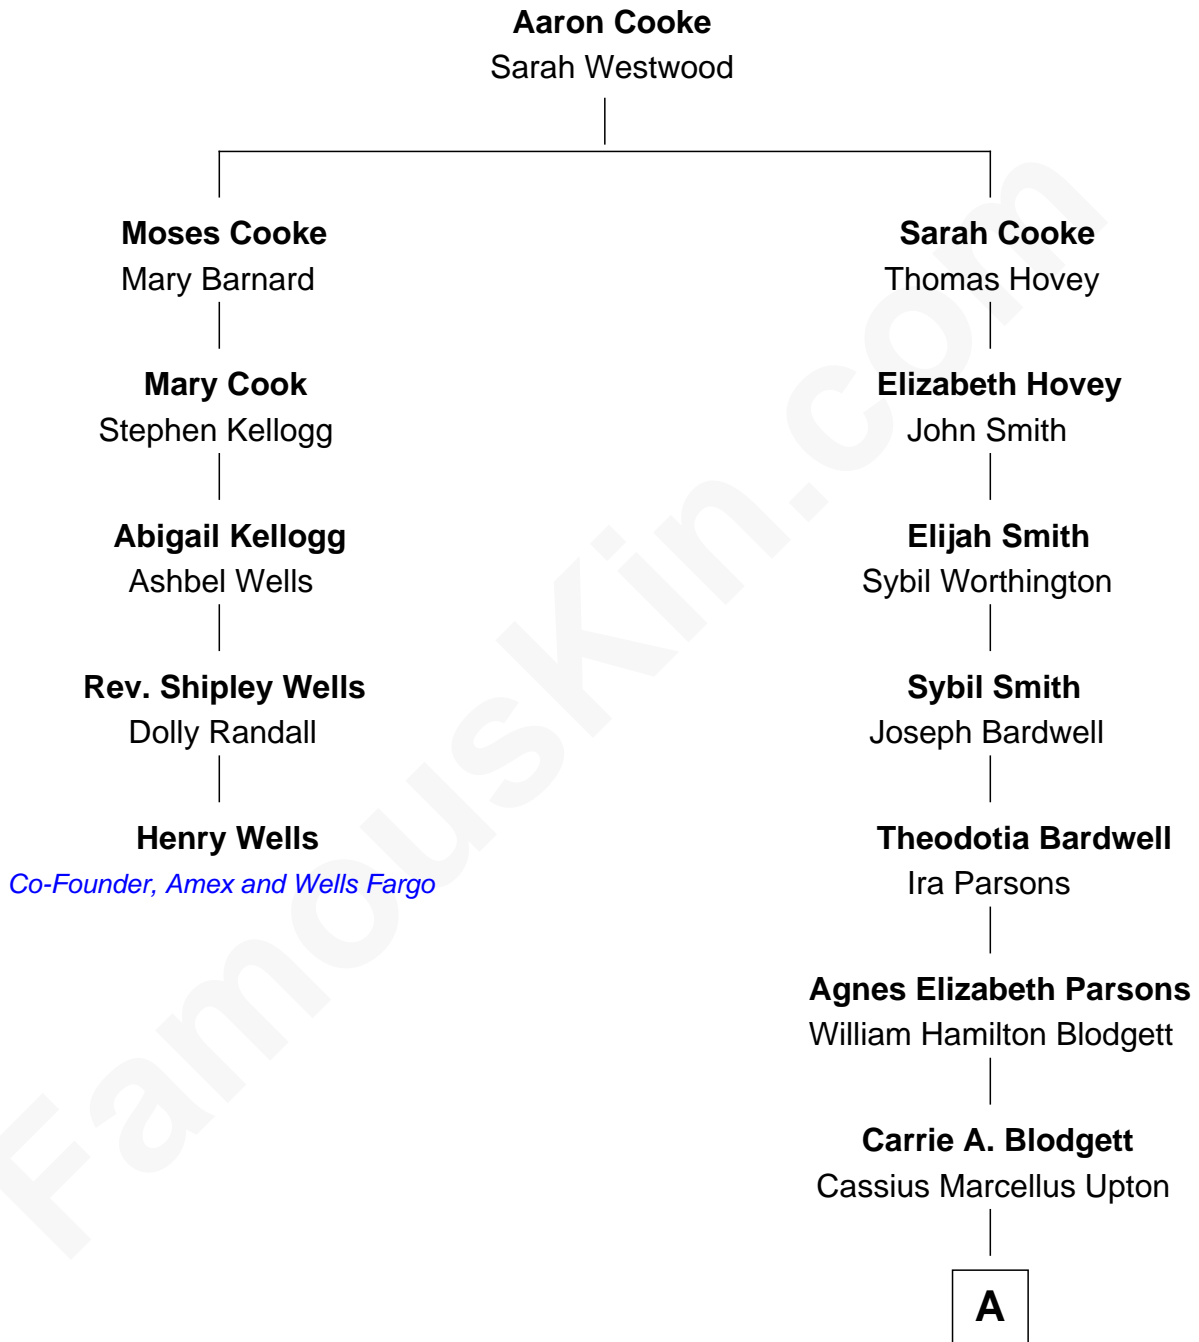 Aaron Cooke
Sarah Westwood
Moses Cooke
Mary Barnard
Sarah Cooke
Thomas Hovey
Mary Cook
Stephen Kellogg
Elizabeth Hovey
John Smith
Abigail Kellogg
Ashbel Wells
Elijah Smith
Sybil Worthington
Rev. Shipley Wells
Dolly Randall
Sybil Smith
Joseph Bardwell
Henry Wells
Co-Founder, Amex and Wells Fargo
Theodotia Bardwell
Ira Parsons
Agnes Elizabeth Parsons
William Hamilton Blodgett
Carrie A. Blodgett
Cassius Marcellus Upton
A
FamousKin.com